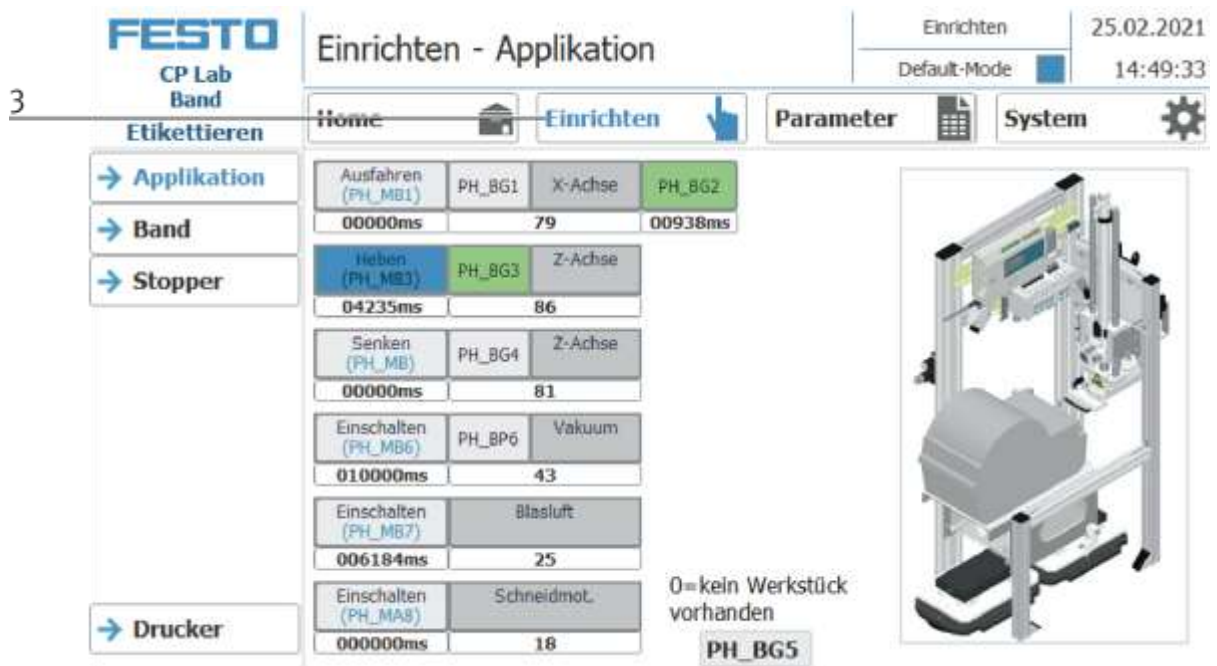 FESTO
CP Lab
Band
Etikettieren
Einrichten - Applikation
Einrichten
Default-Mode
25.02.2021
14:49:33
3
Home
Einrichten
Parameter
System
Applikation
Band
Stopper
Drucker
Ausfahren
(PH_MB1)
PH_BG1
X-Achse
PH_BG2
00000ms
79
00938ms
Heben
(PH_MB3)
PH_BG3
Z-Achse
04235ms
86
Senken
(PH_MB)
PH_BG4
Z-Achse
00000ms
81
Einschalten
(PH_MB6)
PH_BP6
Vakuum
010000ms
43
Einschalten
(PH_MB7)
Blasluft
006184ms
25
Einschalten
(PH_MA8)
Schneidmot.
000000ms
18
0=kein Werkstück
vorhanden
PH_BG5